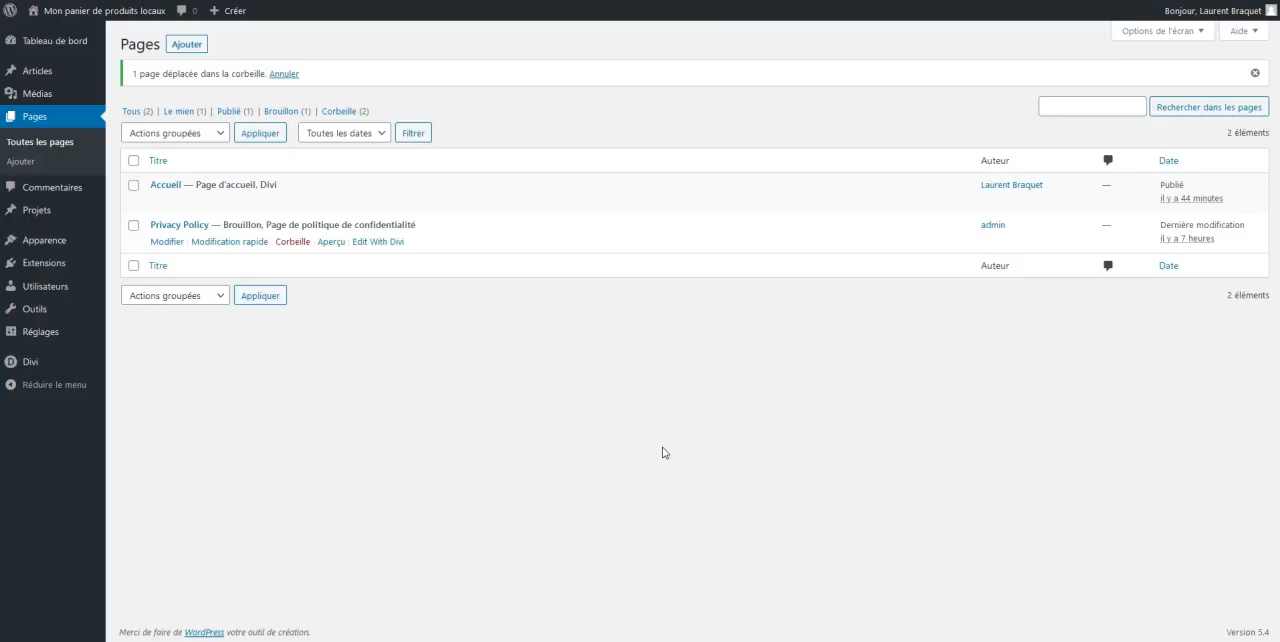 Mon panier de produits locaux 0 Créer Bonjour, Laurent Braquet
Options de l'écran ▼ Aide ▼
Tableau de bord
Articles
Médias
Pages
Toutes les pages
Ajouter
Commentaires
Projets
Apparence
Extensions
Utilisateurs
Outils
Réglages
Divi
Réduire le menu
Pages Ajouter
1 page déplacée dans la corbeille. Annuler
Tous (2) | Le mien (1) | Publié (1) | Brouillon (1) | Corbeille (2)
Rechercher dans les pages
Actions groupées Appliquer Toutes les dates Filtrer
2 éléments
Titre Auteur Date
Accueil — Page d'accueil, Divi Laurent Braquet — Publié
il y a 44 minutes
Privacy Policy — Brouillon, Page de politique de confidentialité admin — Dernière modification
Modifier | Modification rapide | Corbeille | Aperçu | Edit With Divi il y a 7 heures
Titre Auteur Date
Actions groupées Appliquer
2 éléments
Merci de faire de WordPress votre outil de création. Version 5.4